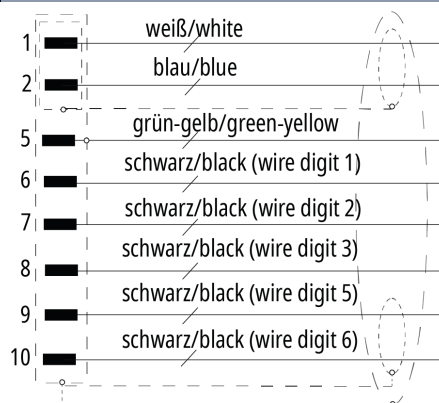 1 weiß/white
2 blau/blue
5 grün-gelb/green-yellow
6 schwarz/black (wire digit 1)
7 schwarz/black (wire digit 2)
8 schwarz/black (wire digit 3)
9 schwarz/black (wire digit 5)
10 schwarz/black (wire digit 6)